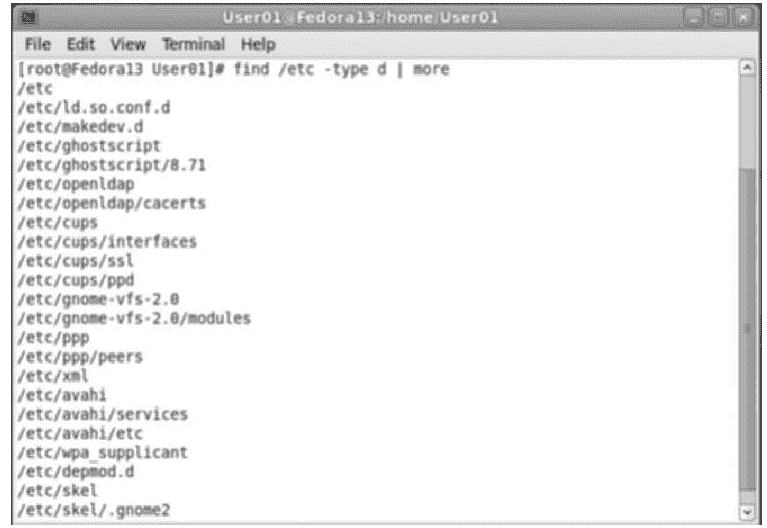 User01@Fedora13:/home/User01
File Edit View Terminal Help
[root@Fedora13 User01]# find /etc -type d | more
/etc
/etc/ld.so.conf.d
/etc/makedev.d
/etc/ghostscript
/etc/ghostscript/8.71
/etc/openldap
/etc/openldap/cacerts
/etc/cups
/etc/cups/interfaces
/etc/cups/ssl
/etc/cups/ppd
/etc/gnome-vfs-2.0
/etc/gnome-vfs-2.0/modules
/etc/ppp
/etc/ppp/peers
/etc/xml
/etc/avahi
/etc/avahi/services
/etc/avahi/etc
/etc/wpa_supplicant
/etc/depmod.d
/etc/skel
/etc/skel/.gnome2